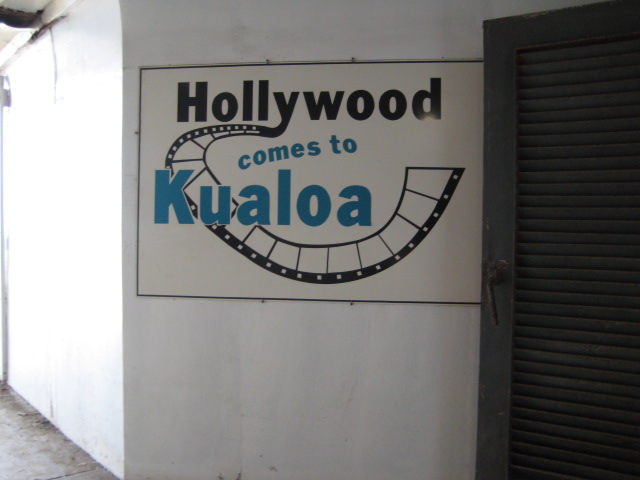 Hollywood
comes to
Kualoa